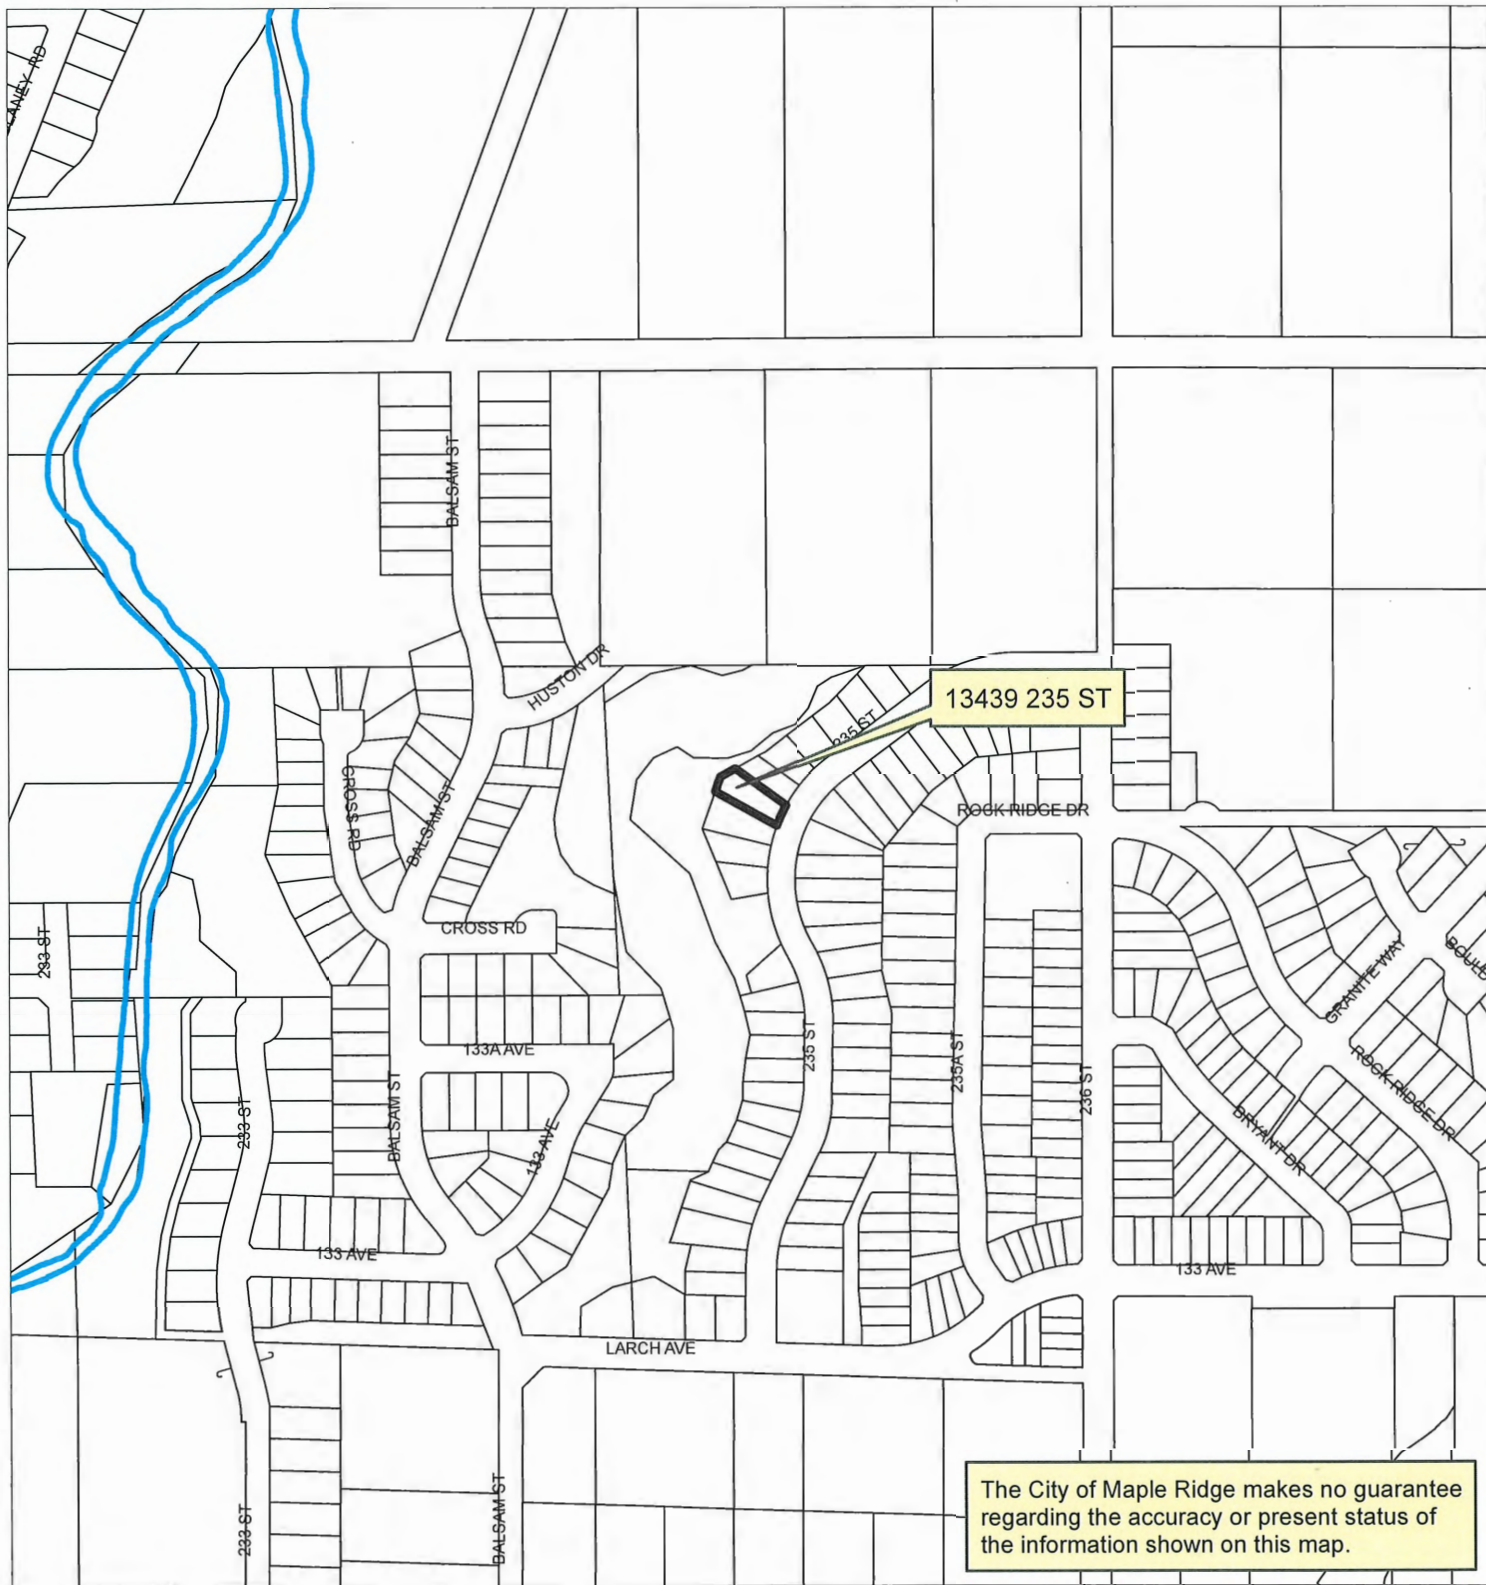 LANEY RD
BALSAM ST
HUSTON DR
13439 235 ST
235 ST
CROSS RD
BALSAM ST
ROCK RIDGE DR
CROSS RD
233 ST
GRANITE WAY
BOULD
133A AVE
235 ST
235A ST
236 ST
ROCK RIDGE DR
BALSAM ST
233 ST
133 AVE
BRYANT DR
133 AVE
133 AVE
LARCH AVE
233 ST
BALSAM ST
The City of Maple Ridge makes no guarantee
regarding the accuracy or present status of
the information shown on this map.